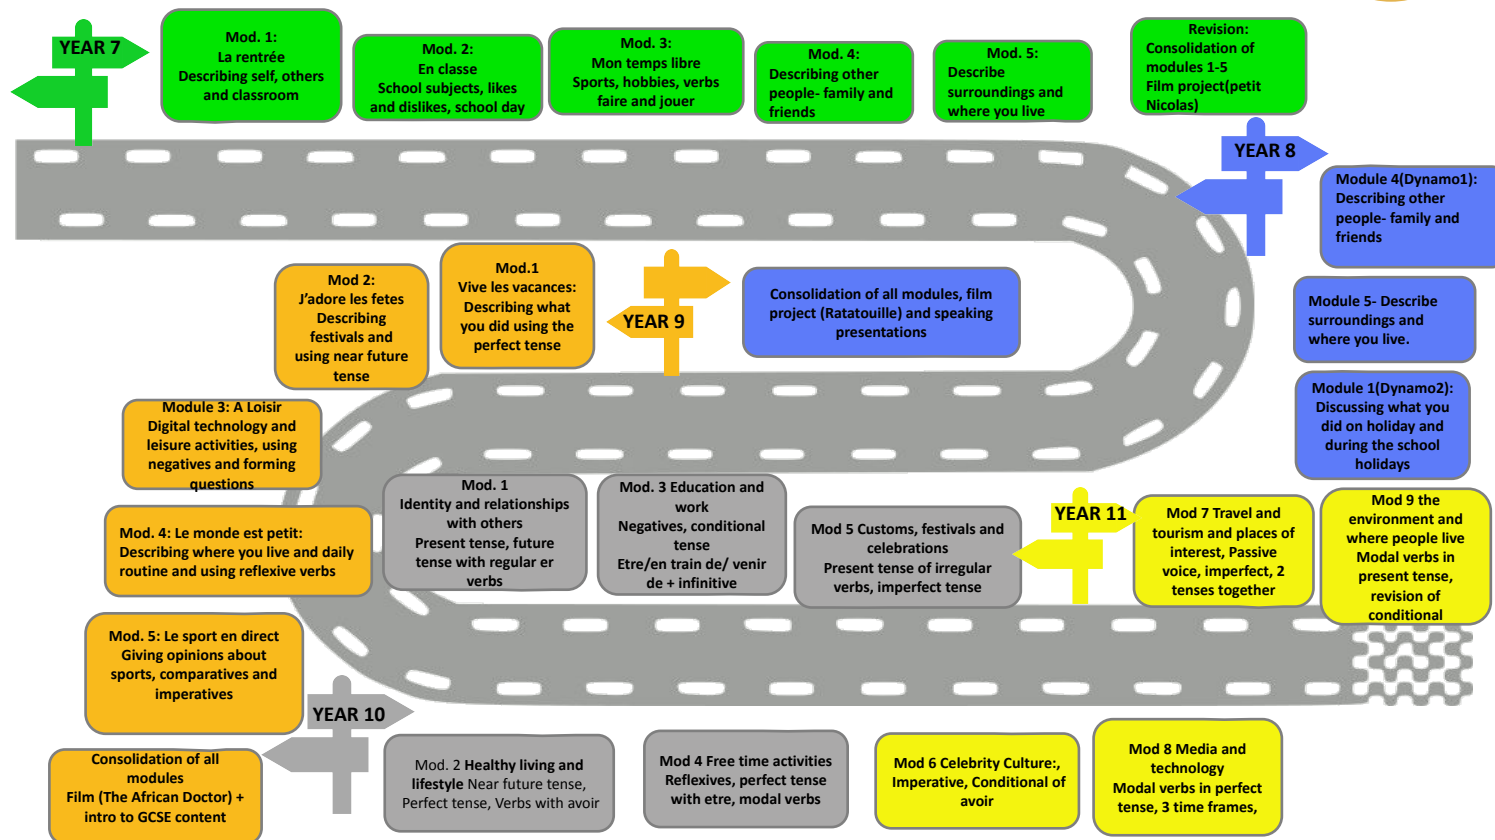 YEAR 7
Mod. 1:
La rentrée
Describing self, others
and classroom
Mod. 2:
En classe
School subjects, likes
and dislikes, school day
Mod. 3:
Mon temps libre
Sports, hobbies, verbs
faire and jouer
Mod. 4:
Describing other
people- family and
friends
Mod. 5:
Describe
surroundings and
where you live
Revision:
Consolidation of
modules 1-5
Film project(petit
Nicolas)
YEAR 8
Module 4(Dynamo1):
Describing other
people- family and
friends
Module 5- Describe
surroundings and
where you live.
Module 1(Dynamo2):
Discussing what you
did on holiday and
during the school
holidays
Consolidation of all modules, film
project (Ratatouille) and speaking
presentations
YEAR 9
Mod.1
Vive les vacances:
Describing what
you did using the
perfect tense
Mod 2:
J'adore les fetes
Describing
festivals and
using near future
tense
Module 3: A Loisir
Digital technology and
leisure activities, using
negatives and forming
questions
Mod. 4: Le monde est petit:
Describing where you live and daily
routine and using reflexive verbs
Mod. 5: Le sport en direct
Giving opinions about
sports, comparatives and
imperatives
Consolidation of all
modules
Film (The African Doctor) +
intro to GCSE content
YEAR 10
Mod. 1
Identity and relationships
with others
Present tense, future
tense with regular er
verbs
Mod. 2 Healthy living and
lifestyle Near future tense,
Perfect tense, Verbs with avoir
Mod. 3 Education and
work
Negatives, conditional
tense
Etre/en train de/ venir
de + infinitive
Mod 4 Free time activities
Reflexives, perfect tense
with etre, modal verbs
Mod 5 Customs, festivals and
celebrations
Present tense of irregular
verbs, imperfect tense
YEAR 11
Mod 6 Celebrity Culture:,
Imperative, Conditional of
avoir
Mod 7 Travel and
tourism and places of
interest, Passive
voice, imperfect, 2
tenses together
Mod 8 Media and
technology
Modal verbs in perfect
tense, 3 time frames,
Mod 9 the
environment and
where people live
Modal verbs in
present tense,
revision of
conditional